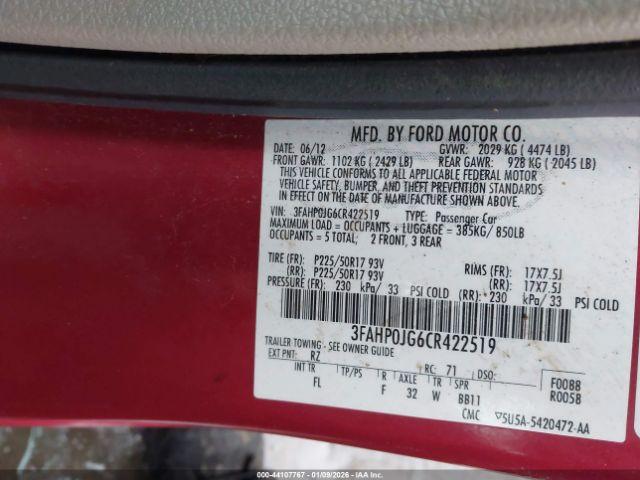 MFD. BY FORD MOTOR CO.
DATE: 06/12 GVWR: 2029 KG ( 4474 LB)
FRONT GAWR: 1102 KG ( 2429 LB) REAR GAWR: 928 KG ( 2045 LB)
THIS VEHICLE CONFORMS TO ALL APPLICABLE FEDERAL MOTOR
VEHICLE SAFETY, BUMPER, AND THEFT PREVENTION STANDARDS
IN EFFECT ON THE DATE OF MANUFACTURE SHOWN ABOVE.
VIN: 3FAHP0JG6CR422519 TYPE: Passenger Car
MAXIMUM LOAD = OCCUPANTS + LUGGAGE = 385KG/ 850LB
OCCUPANTS = 5 TOTAL; 2 FRONT, 3 REAR
TIRE (FR): P225/50R17 93V RIMS (FR): 17X7.5J
(RR): P225/50R17 93V (RR): 17X7.5J
PRESSURE (FR): 230 kPa/ 33 PSI COLD (RR): 230 kPa/ 33 PSI COLD
3FAHP0JG6CR422519
TRAILER TOWING - SEE OWNER GUIDE
EXT PNT: RZ RC: 71 DSO:
INT TR TP/PS R AXLE TR SPR F0088
FL F 32 W BB11 R0058
CMC 5U5A-5420472-AA
000-44107767 - 01/09/2026 - IAAI.COM